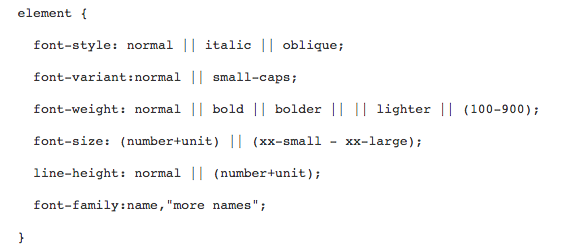 element {
font-style: normal || italic || oblique;
font-variant:normal || small-caps;
font-weight: normal || bold || bolder || || lighter || (100-900);
font-size: (number+unit) || (xx-small - xx-large);
line-height: normal || (number+unit);
font-family:name,"more names";
}